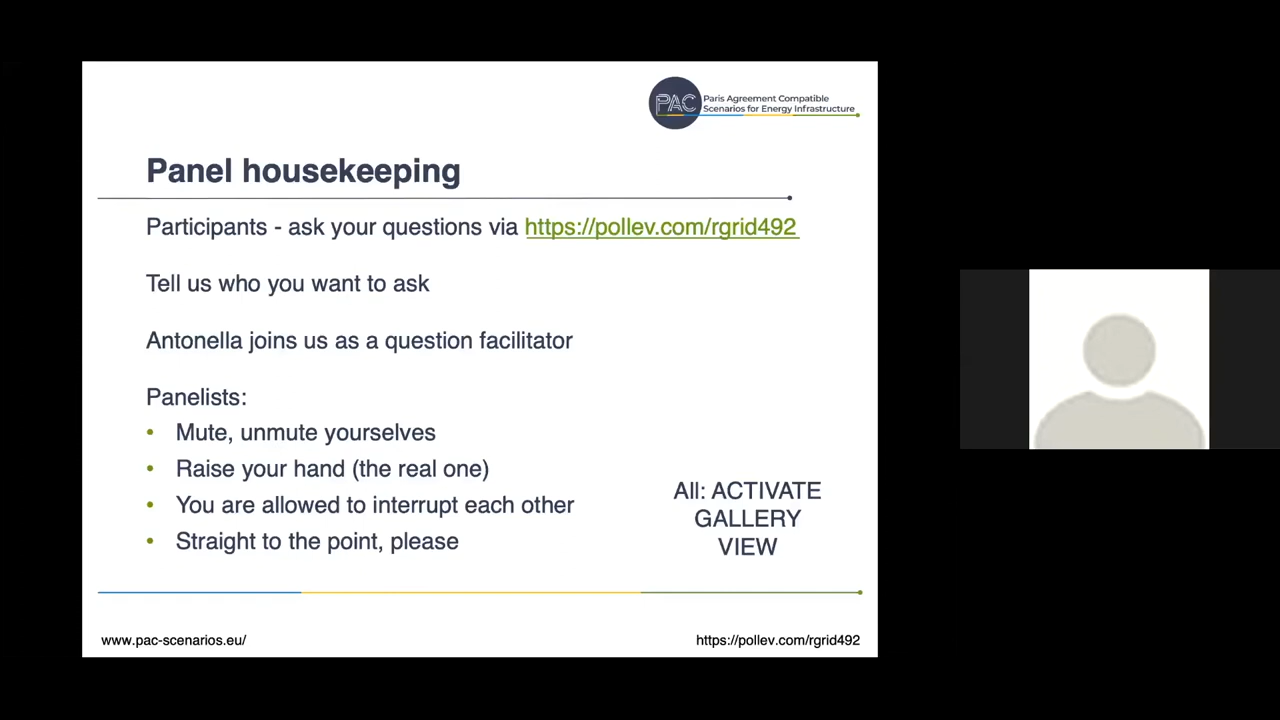 PAC
Paris Agreement Compatible
Scenarios for Energy Infrastructure
Panel housekeeping
Participants - ask your questions via https://pollev.com/rgrid492
Tell us who you want to ask
Antonella joins us as a question facilitator
Panelists:
• Mute, unmute yourselves
• Raise your hand (the real one)
• You are allowed to interrupt each other
• Straight to the point, please
All: ACTIVATE
GALLERY
VIEW
www.pac-scenarios.eu/
https://pollev.com/rgrid492